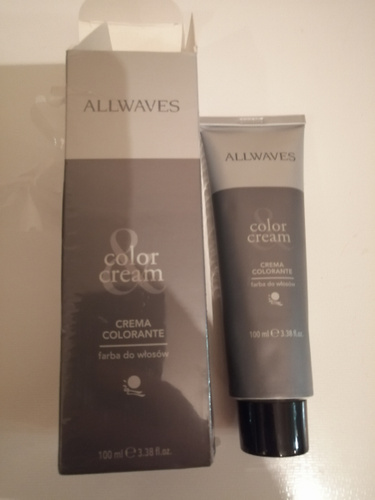 ALLWAVES
&
color
cream
CREMA
COLORANTE
farba do włosów
100 ml ℮ 3.38 fl.oz.
ALLWAVES
&
color
cream
CREMA
COLORANTE
farba do włosów
100 ml ℮ 3.38 fl.oz.